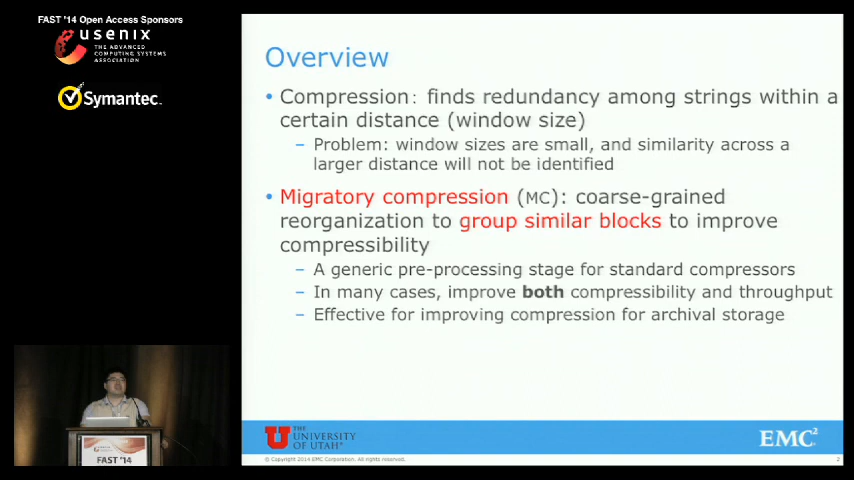 FAST '14 Open Access Sponsors
usenix
THE ADVANCED
COMPUTING SYSTEMS
ASSOCIATION
Symantec.
Overview
• Compression: finds redundancy among strings within a
certain distance (window size)
– Problem: window sizes are small, and similarity across a
larger distance will not be identified
• Migratory compression (MC): coarse-grained
reorganization to group similar blocks to improve
compressibility
– A generic pre-processing stage for standard compressors
– In many cases, improve both compressibility and throughput
– Effective for improving compression for archival storage
FAST '14
U THE
UNIVERSITY
OF UTAH
EMC²
© Copyright 2014 EMC Corporation. All rights reserved.
2